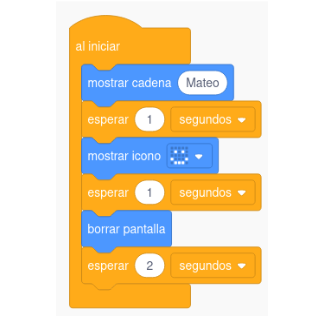 al iniciar
mostrar cadena Mateo
esperar 1 segundos
mostrar icono
esperar 1 segundos
borrar pantalla
esperar 2 segundos